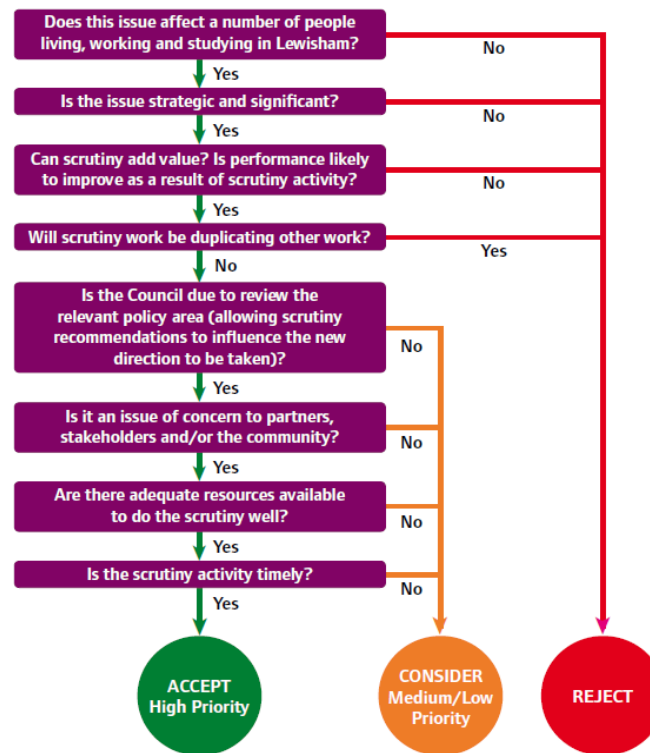 Does this issue affect a number of people
living, working and studying in Lewisham?
No
Yes
Is the issue strategic and significant?
No
Yes
Can scrutiny add value? Is performance likely
to improve as a result of scrutiny activity?
No
Yes
Will scrutiny work be duplicating other work?
Yes
No
Is the Council due to review the
relevant policy area (allowing scrutiny
recommendations to influence the new
direction to be taken)?
No
Yes
Is it an issue of concern to partners,
stakeholders and/or the community?
No
Yes
Are there adequate resources available
to do the scrutiny well?
No
Yes
Is the scrutiny activity timely?
No
Yes
ACCEPT
High Priority
CONSIDER
Medium/Low
Priority
REJECT